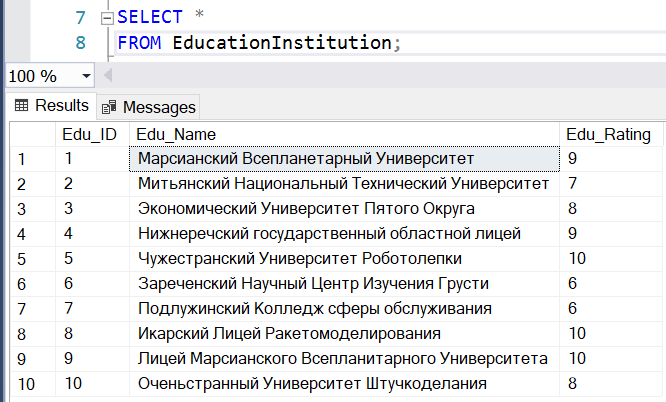 7 SELECT *
8 FROM EducationInstitution;
100 %
Results Messages
Edu_ID Edu_Name Edu_Rating
1 1 Марсианский Всепланетарный Университет 9
2 2 Митьянский Национальный Технический Университет 7
3 3 Экономический Университет Пятого Округа 8
4 4 Нижнеречский государственный областной лицей 9
5 5 Чужестранский Университет Роботолепки 10
6 6 Зареченский Научный Центр Изучения Грусти 6
7 7 Подлужинский Колледж сферы обслуживания 6
8 8 Икарский Лицей Ракетомоделирования 10
9 9 Лицей Марсианского Всепланитарного Университета 10
10 10 Оченьстранный Университет Штучкоделания 8